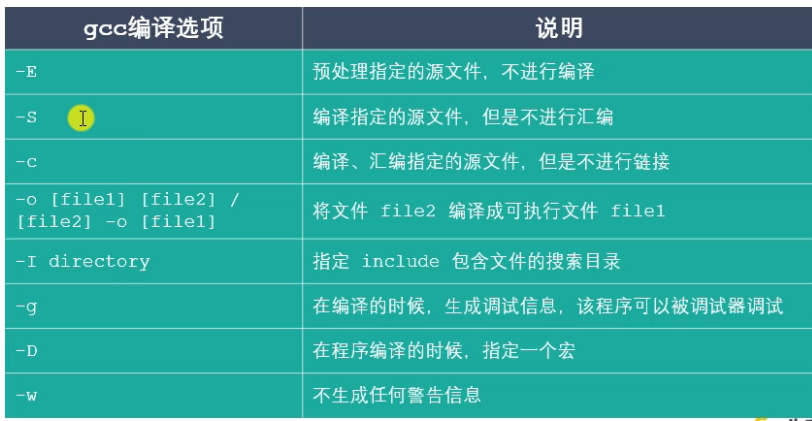 gcc编译选项 说明
-E 预处理指定的源文件，不进行编译
-S 编译指定的源文件，但是不进行汇编
-c 编译、汇编指定的源文件，但是不进行链接
-o [file1] [file2] /
[file2] -o [file1]
将文件 file2 编译成可执行文件 file1
-I directory 指定 include 包含文件的搜素目录
-g 在编译的时候，生成调试信息，该程序可以被调试器调试
-D 在程序编译的时候，指定一个宏
-w 不生成任何警告信息